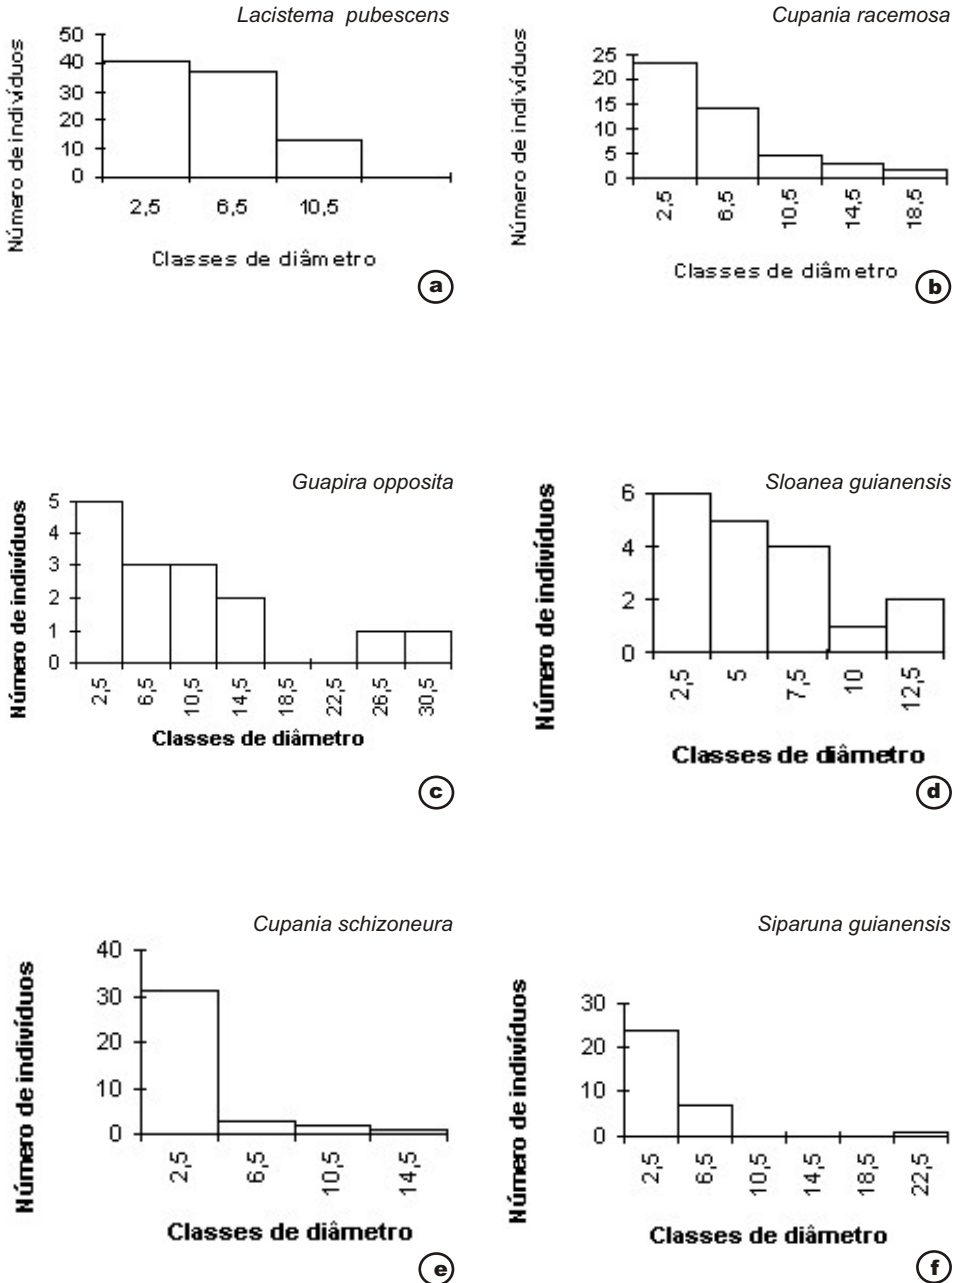 Lacistema pubescens
Número de indivíduos
50
40
30
20
10
0
2,5 6,5 10,5
Classes de diâmetro
a
Cupania racemosa
Número de indivíduos
25
20
15
10
5
0
2,5 6,5 10,5 14,5 18,5
Classes de diâmetro
b
Guapira opposita
Número de indivíduos
5
4
3
2
1
0
2,5 6,5 10,5 14,5 18,5 22,5 26,5 30,5
Classes de diâmetro
c
Sloanea guianensis
Número de indivíduos
6
4
2
0
2,5 5 7,5 10 12,5
Classes de diâmetro
d
Cupania schizoneura
Número de indivíduos
40
30
20
10
0
2,5 6,5 10,5 14,5
Classes de diâmetro
e
Siparuna guianensis
Número de indivíduos
30
20
10
0
2,5 6,5 10,5 14,5 18,5 22,5
Classes de diâmetro
f